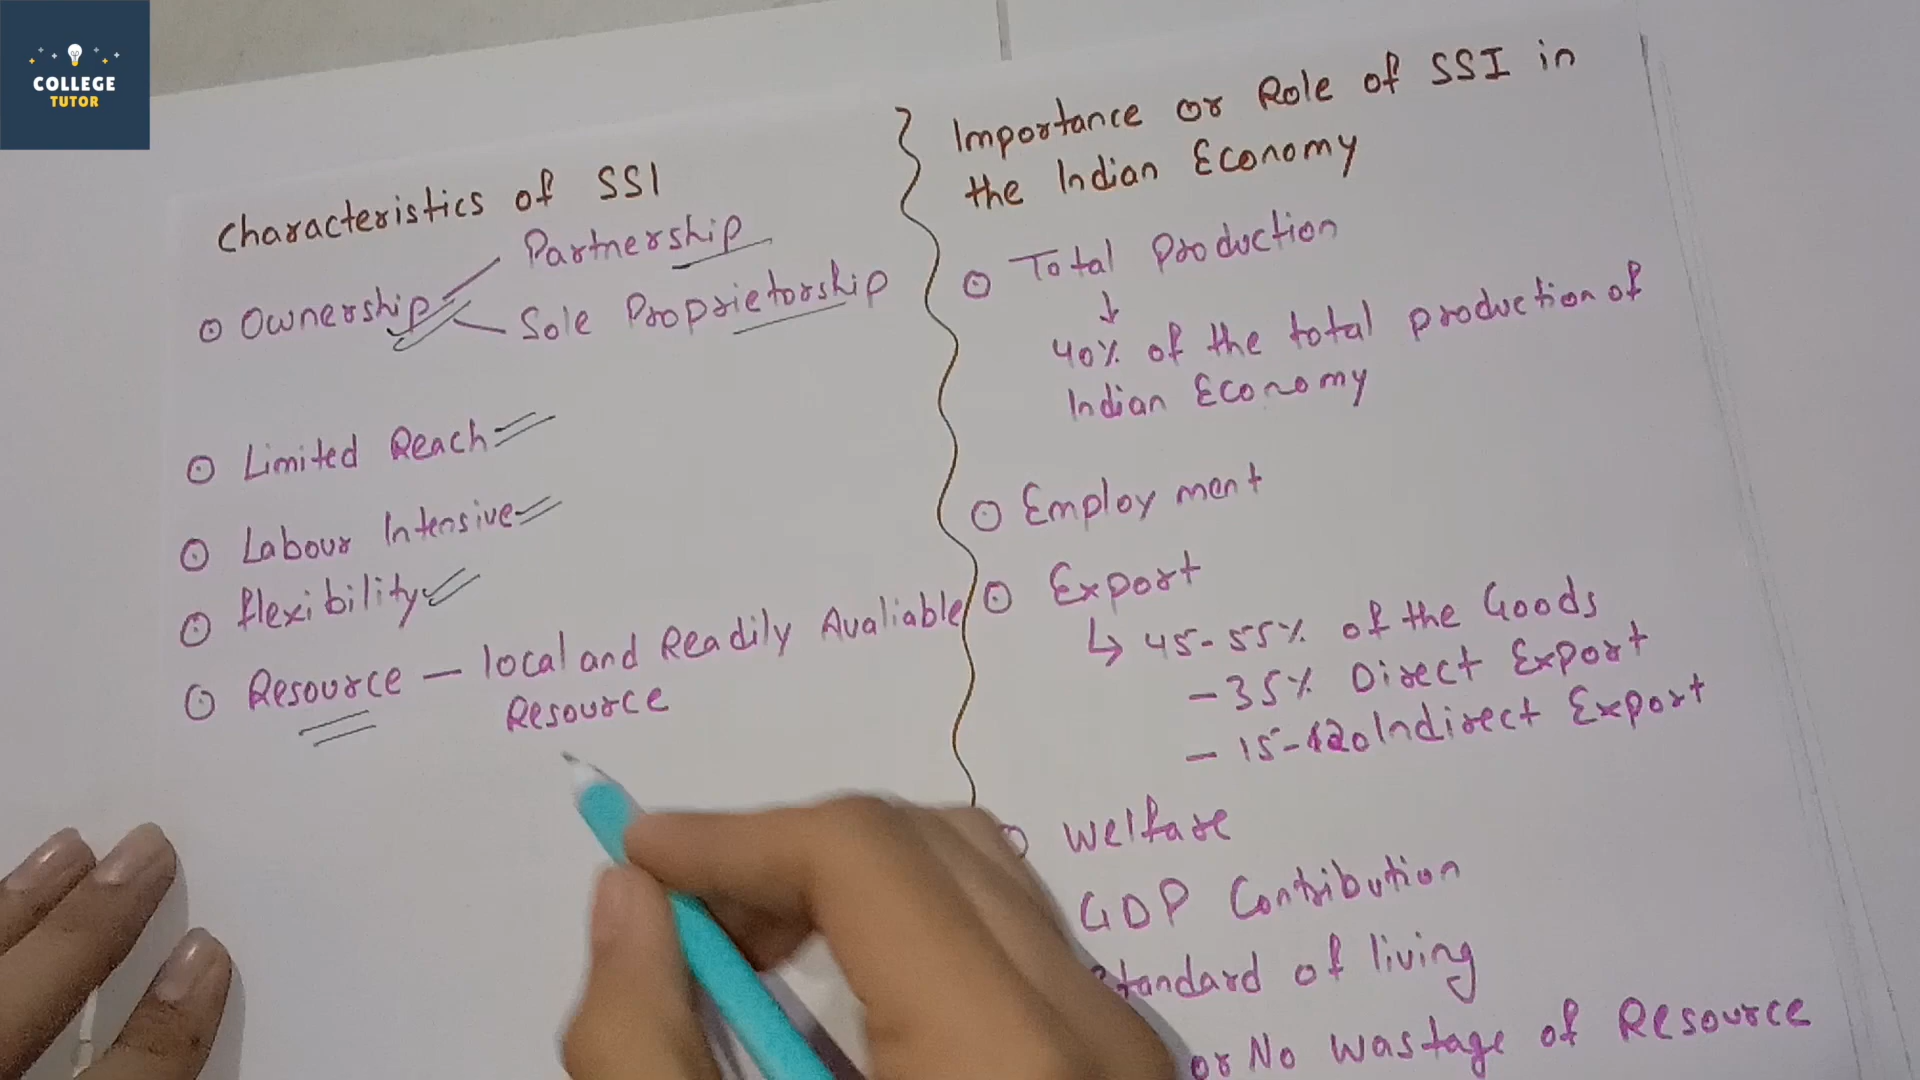 COLLEGE
TUTOR
Characteristics of SSI
Ownership
Partnership
Sole Proprietorship
Limited Reach
Labour Intensive
flexibility
Resource — local and Readily Avaliable
Resource
Importance or Role of SSI in
the Indian Economy
Total Production
↓
40% of the total production of
Indian Economy
Employment
Export
↳ 45-55% of the Goods
- 35% Direct Export
- 15-20 Indirect Export
Welfare
GDP Contribution
Standard of living
or No Wastage of Resource